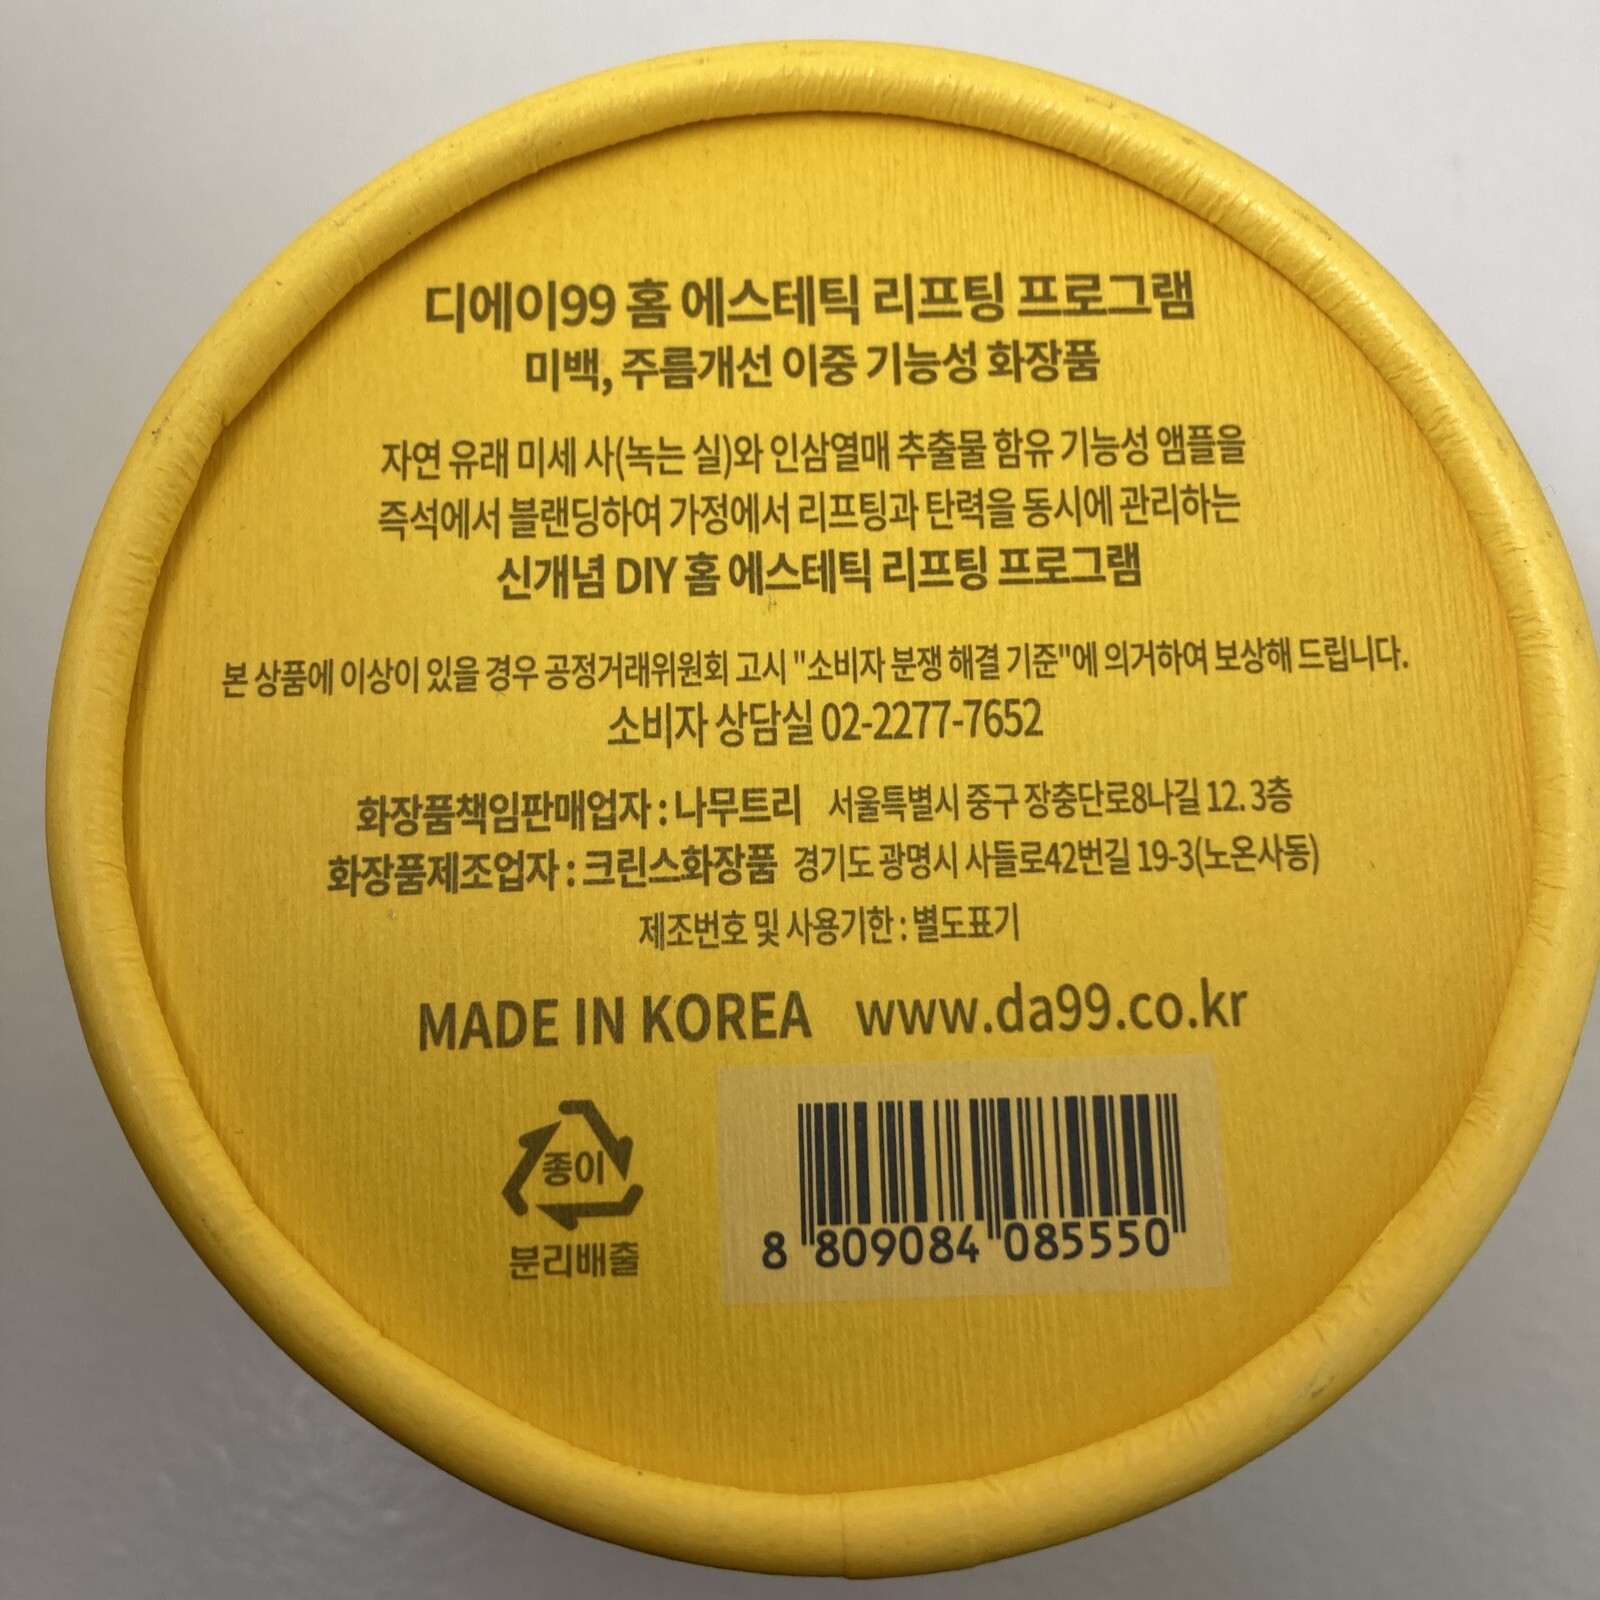 디에이99 홈 에스테틱 리프팅 프로그램
미백, 주름개선 이중 기능성 화장품
자연 유래 미세 사(녹는 실)와 인삼열매 추출물 함유 기능성 앰플을
즉석에서 블랜딩하여 가정에서 리프팅과 탄력을 동시에 관리하는
신개념 DIY 홈 에스테틱 리프팅 프로그램
본 상품에 이상이 있을 경우 공정거래위원회 고시 "소비자 분쟁 해결 기준"에 의거하여 보상해 드립니다.
소비자 상담실 02-2277-7652
화장품책임판매업자 : 나무트리 서울특별시 중구 장충단로8나길 12. 3층
화장품제조업자 : 크린스화장품 경기도 광명시 사들로42번길 19-3(노온사동)
제조번호 및 사용기한 : 별도표기
MADE IN KOREA www.da99.co.kr
종이
분리배출
8 809084 085550